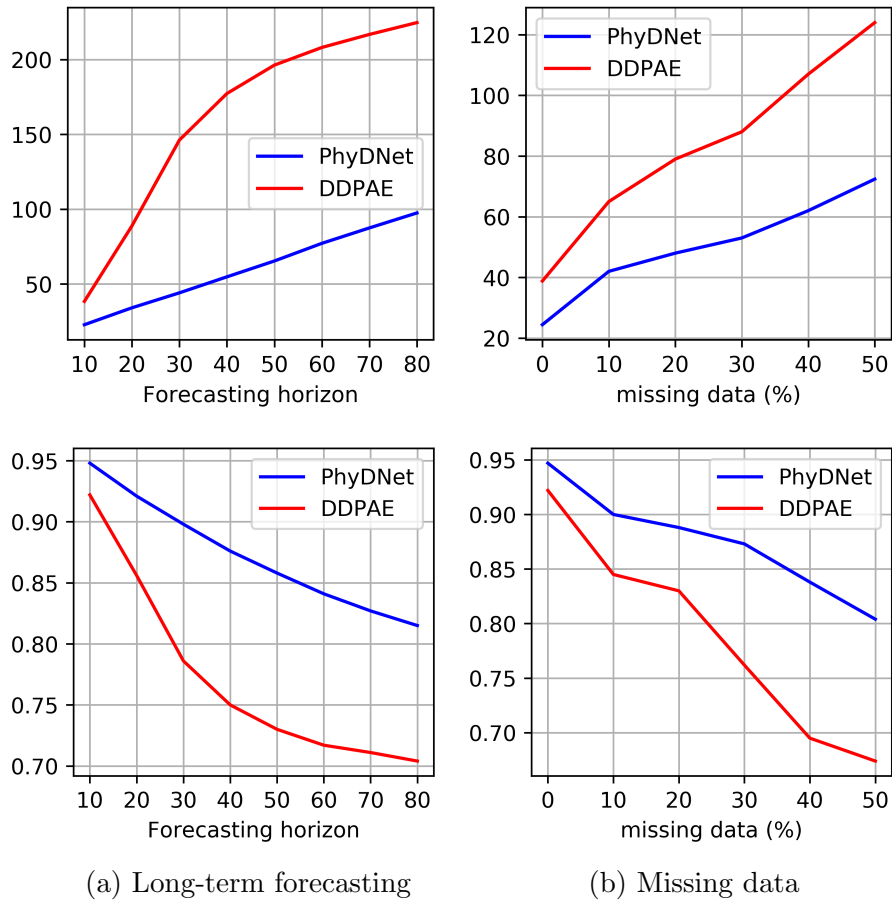 200
150
100
50
10 20 30 40 50 60 70 80
Forecasting horizon
PhyDNet
DDPAE
120
100
80
60
40
20
0 10 20 30 40 50
missing data (%)
PhyDNet
DDPAE
0.95
0.90
0.85
0.80
0.75
0.70
10 20 30 40 50 60 70 80
Forecasting horizon
PhyDNet
DDPAE
0.95
0.90
0.85
0.80
0.75
0.70
0 10 20 30 40 50
missing data (%)
PhyDNet
DDPAE
(a) Long-term forecasting
(b) Missing data